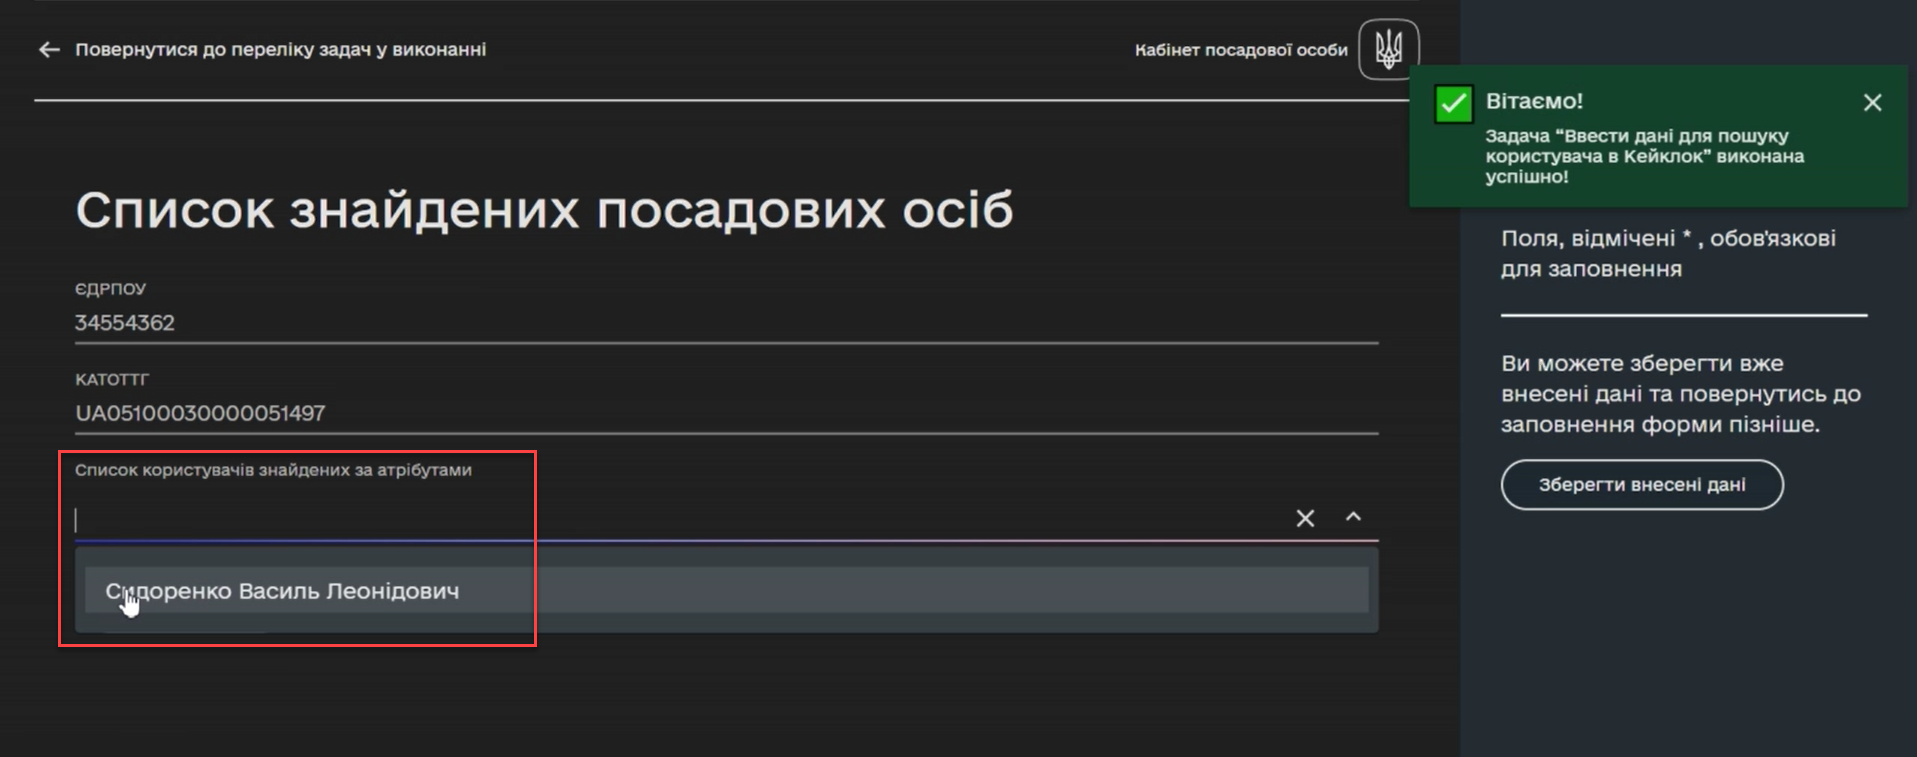 Повернутися до переліку задач у виконанні
Кабінет посадової особи
Вітаємо!
Задача “Ввести дані для пошуку
користувача в Кейклок” виконана
успішно!
Список знайдених посадових осіб
ЄДРПОУ
34554362
КАТОТТГ
UA05100030000051497
Список користувачів знайдених за атрібутами
Сидоренко Василь Леонідович
Поля, відмічені * , обов'язкові
для заповнення
Ви можете зберегти вже
внесені дані та повернутись до
заповнення форми пізніше.
Зберегти внесені дані